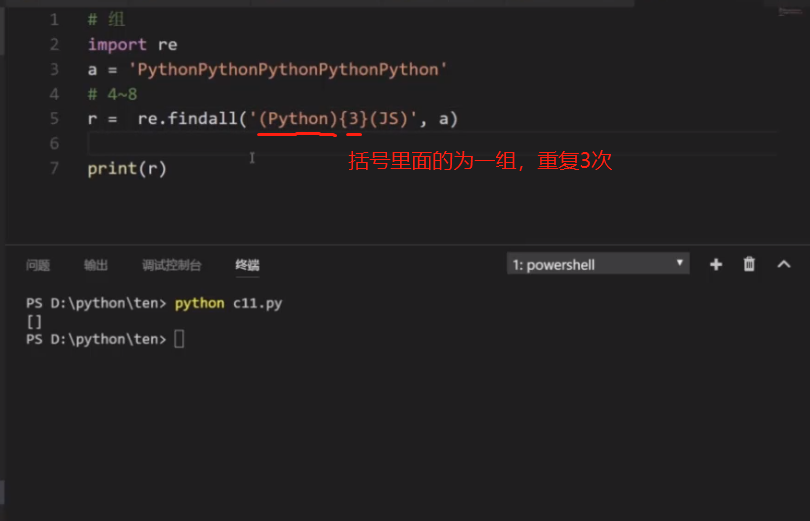 1 # 组
2 import re
3 a = 'PythonPythonPythonPythonPython'
4 # 4~8
5 r =  re.findall('(Python){3}(JS)', a)
6
7 print(r)
括号里面的为一组，重复3次
问题 输出 调试控制台 终端 1: powershell
PS D:\python\ten> python c11.py
[]
PS D:\python\ten>